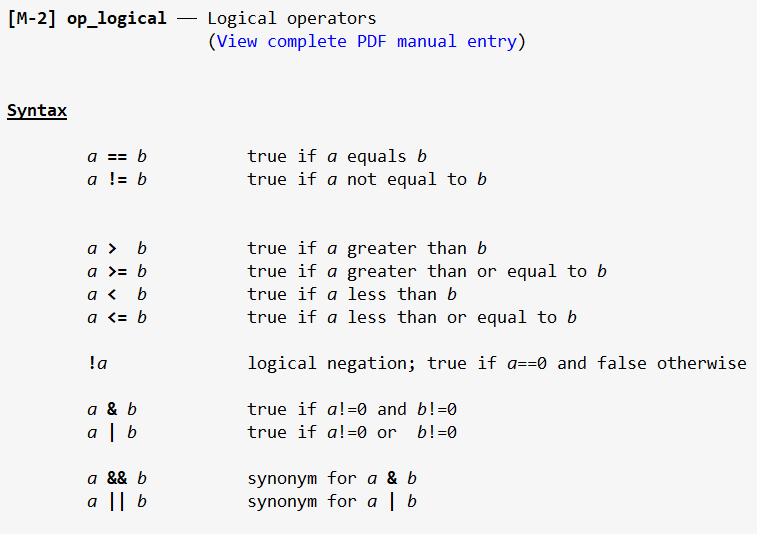 [M-2] op_logical — Logical operators
(View complete PDF manual entry)
Syntax
a == b true if a equals b
a != b true if a not equal to b
a > b true if a greater than b
a >= b true if a greater than or equal to b
a < b true if a less than b
a <= b true if a less than or equal to b
!a logical negation; true if a==0 and false otherwise
a & b true if a!=0 and b!=0
a | b true if a!=0 or b!=0
a && b synonym for a & b
a || b synonym for a | b